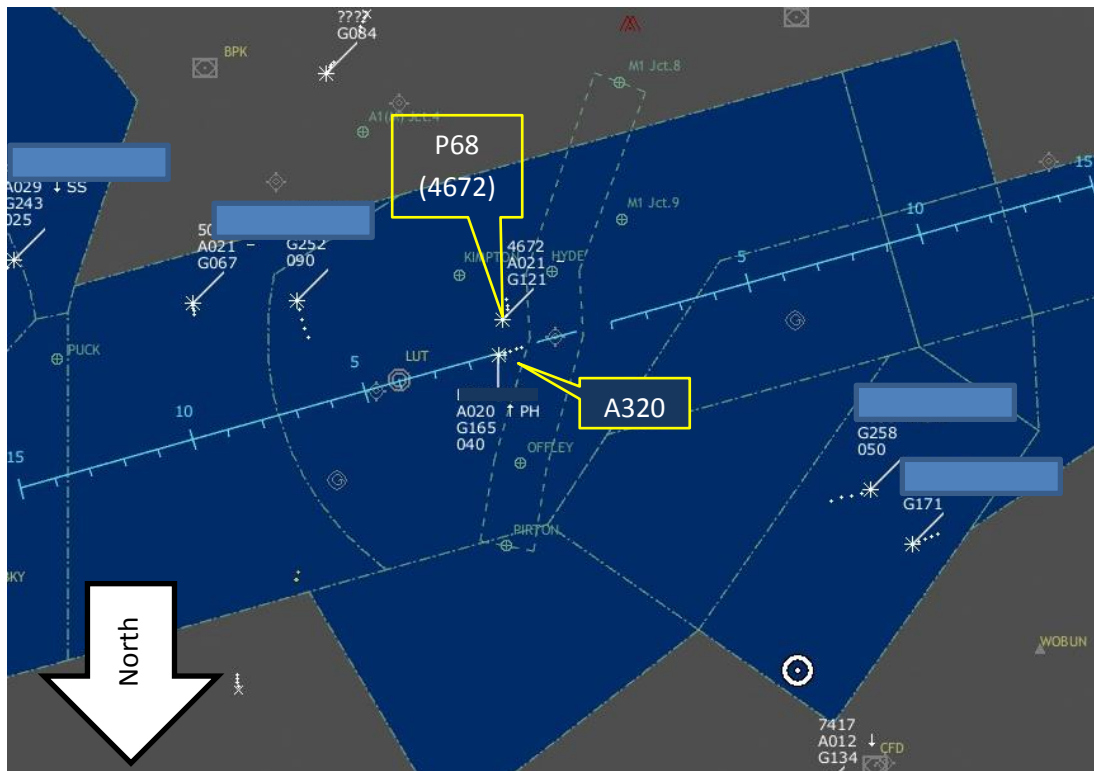 ????
G084
BPK
M1 Jct.8
A1(M) Jct.4
P68
(4672)
A029 ↓ SS
G243
025
A021 -
G067
G252
090
4672
A021 -
G121
KIMPTON
HYDE
M1 Jct.9
15
10
5
PUCK
LUT
5
10
15
A320
A020 ↑ PH
G165
040
OFFLEY
PIRTON
G258
050
G171
BKY
North
WOBUN
7417
A012 ↓
G134
CFD